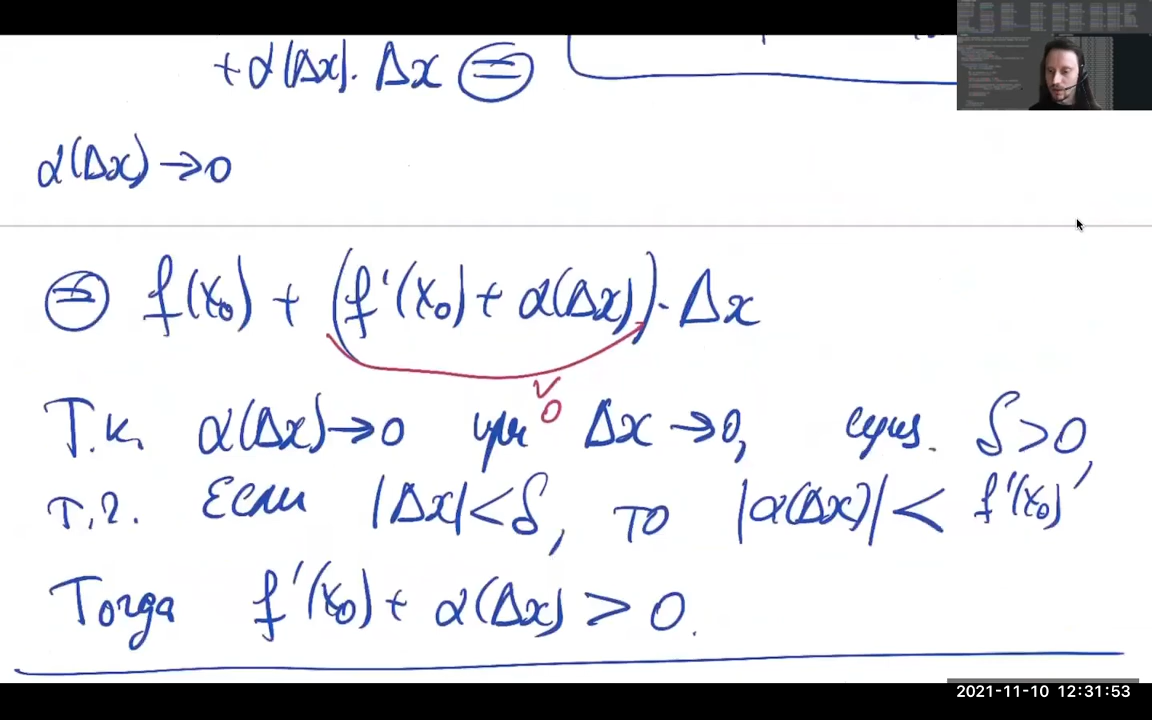 + α(Δx)·Δx ⊜
α(Δx) → 0
⊜ f(x₀) + (f'(x₀) + α(Δx))·Δx
∨
0
Т.к. α(Δx) → 0 при Δx → 0, сущ. δ > 0,
т.ч. если |Δx| < δ, то |α(Δx)| < f'(x₀)
Тогда f'(x₀) + α(Δx) > 0.
2021-11-10 12:31:53